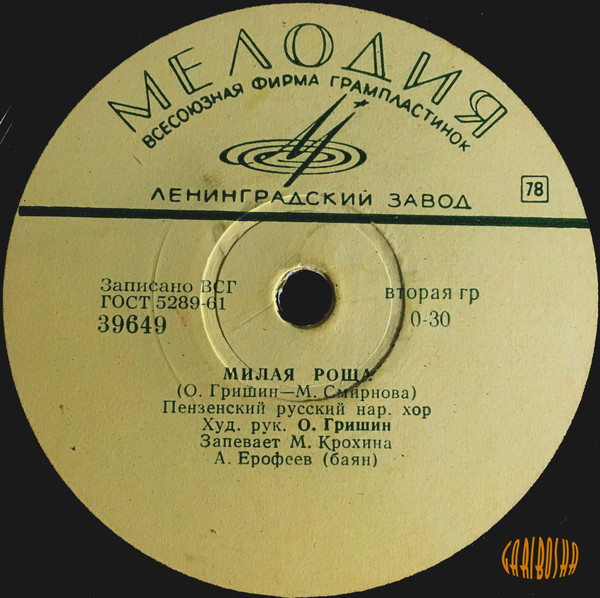 МЕЛОДИЯ
ВСЕСОЮЗНАЯ ФИРМА ГРАМПЛАСТИНОК
ЛЕНИНГРАДСКИЙ ЗАВОД
78
Записано ВСГ
ГОСТ 5289-61
39649
вторая гр
0-30
МИЛАЯ РОЩА
(О. Гришин—М. Смирнова)
Пензенский русский нар. хор
Худ. рук. О. Гришин
Запевает М. Крохина
А. Ерофеев (баян)
GARIBOSHA